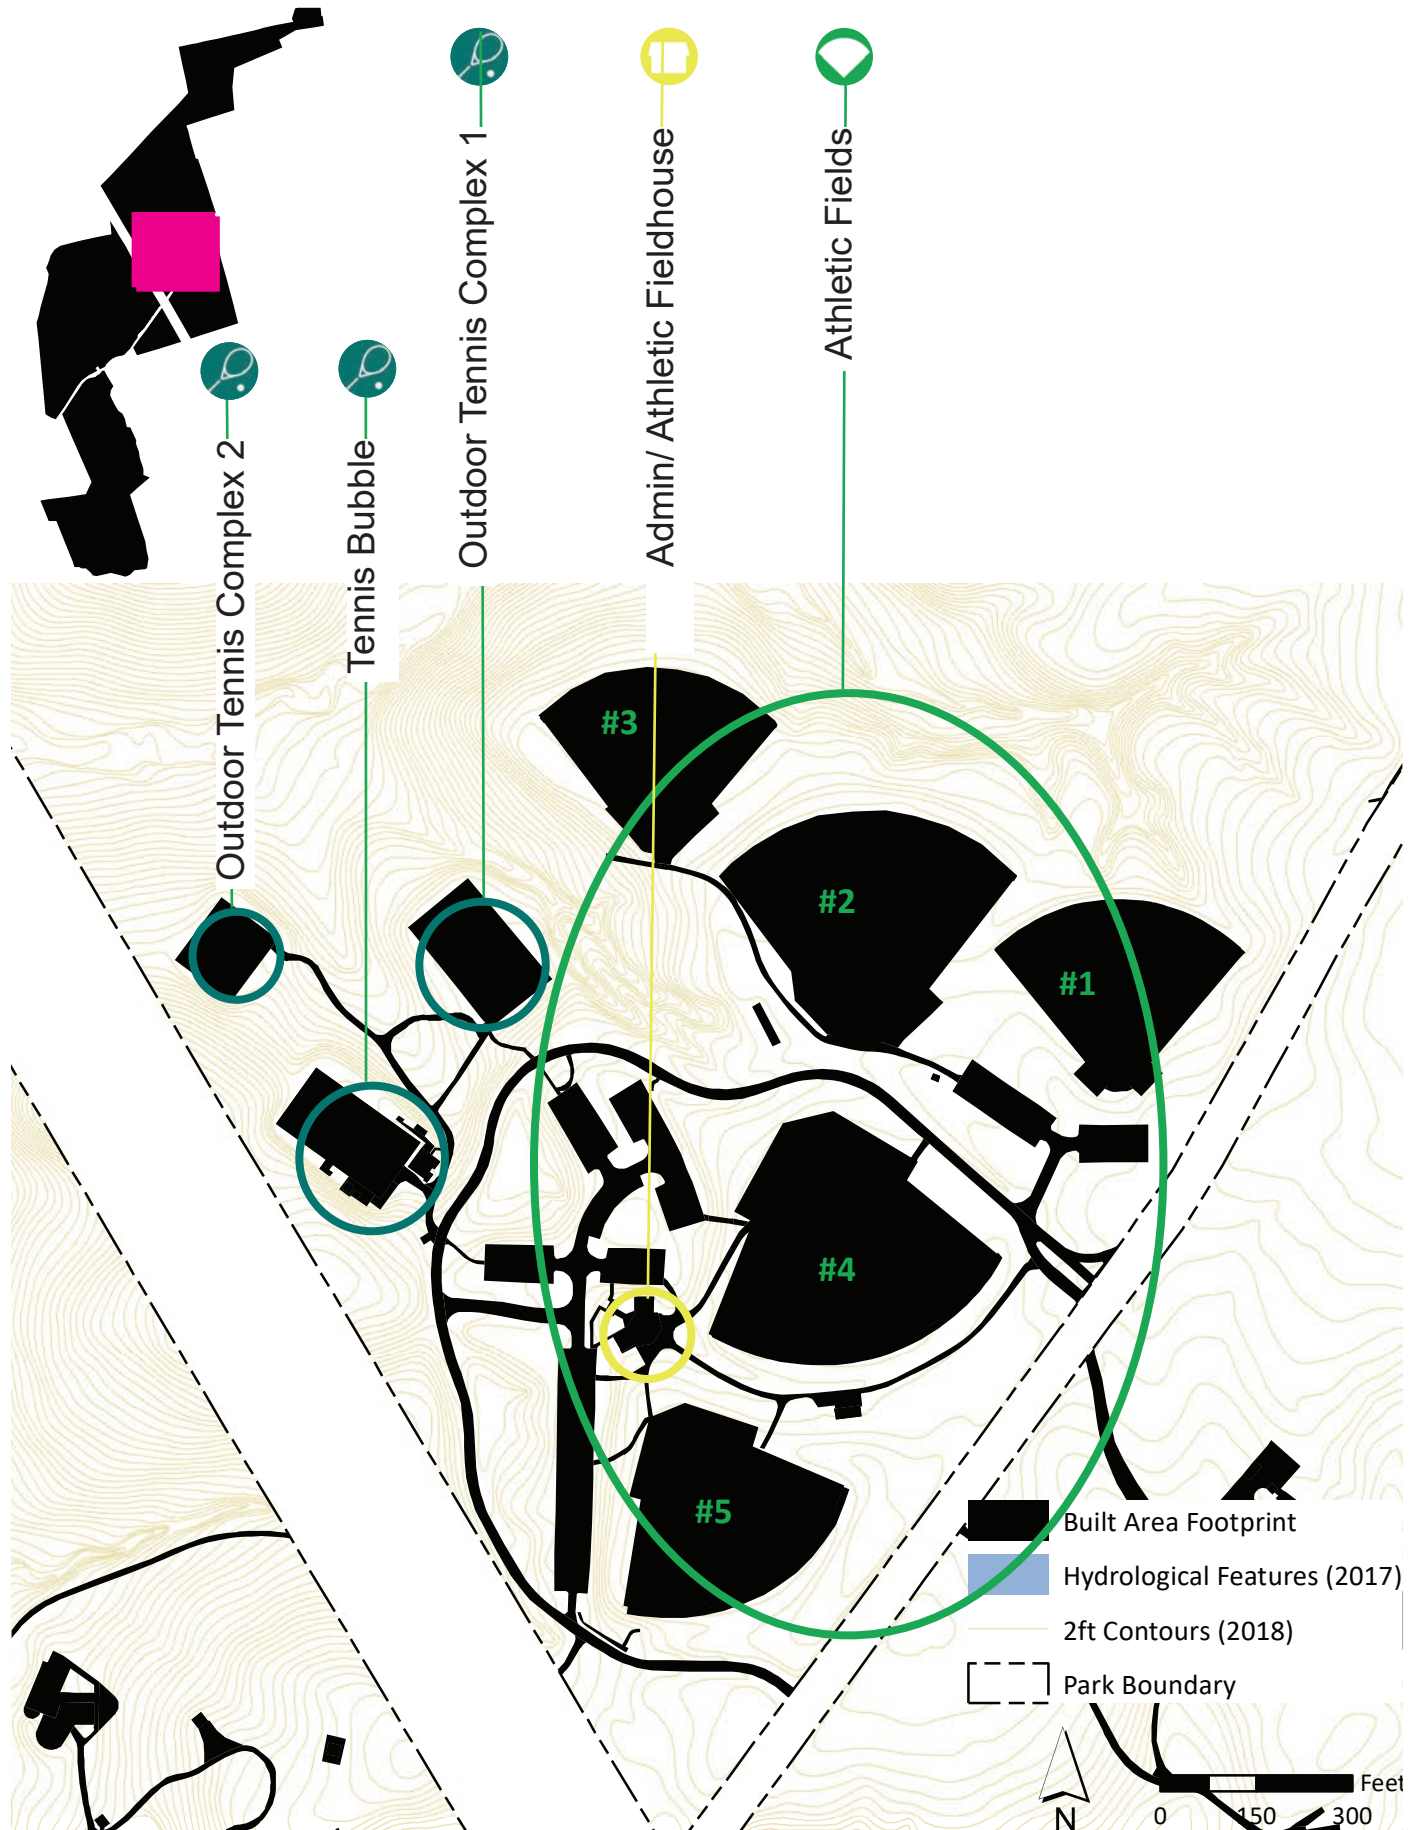 Outdoor Tennis Complex 2
Tennis Bubble
Outdoor Tennis Complex 1
Admin/ Athletic Fieldhouse
Athletic Fields
#3
#2
#1
#4
#5
Built Area Footprint
Hydrological Features (2017)
2ft Contours (2018)
Park Boundary
N
Feet
0 150 300